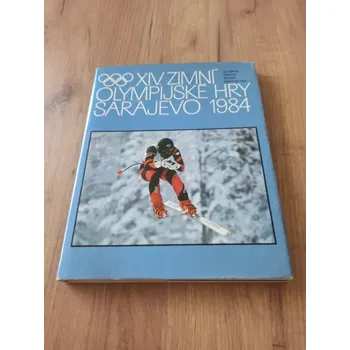 XIV ZIMNÍ
OLYMPIJSKÉ HRY
SARAJEVO 1984